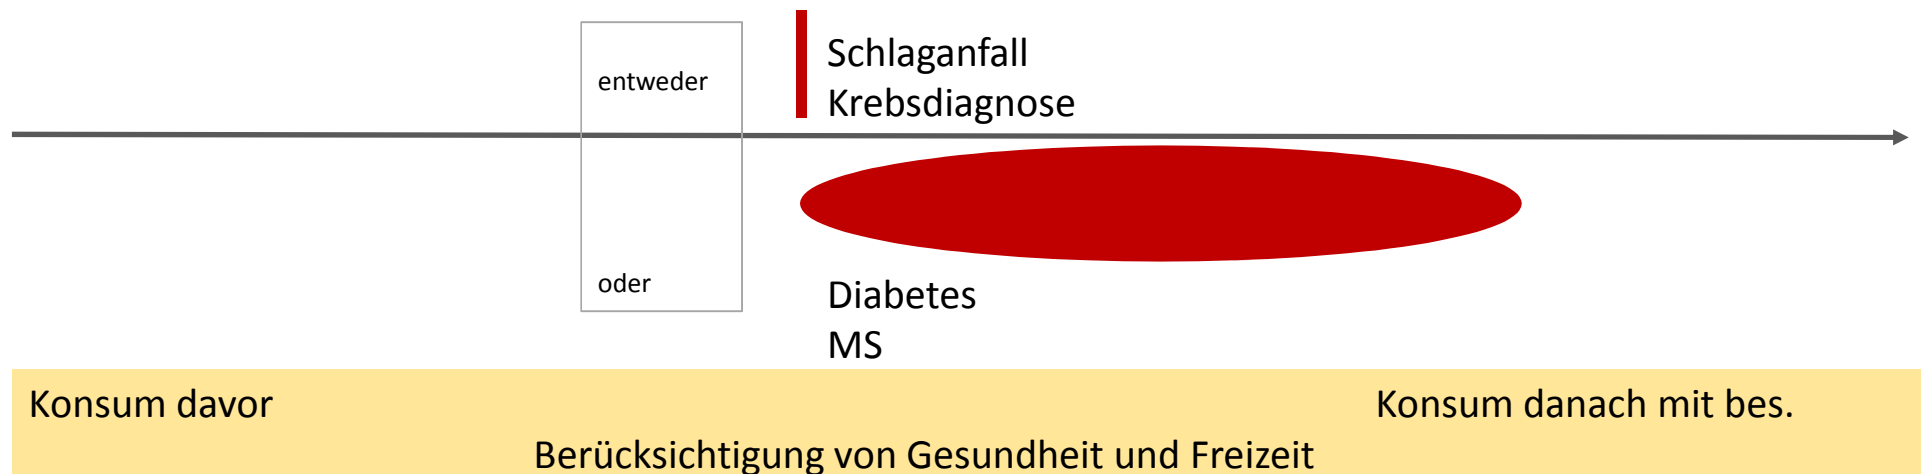 entweder
Schlaganfall
Krebsdiagnose
oder
Diabetes
MS
Konsum davor
Konsum danach mit bes.
Berücksichtigung von Gesundheit und Freizeit